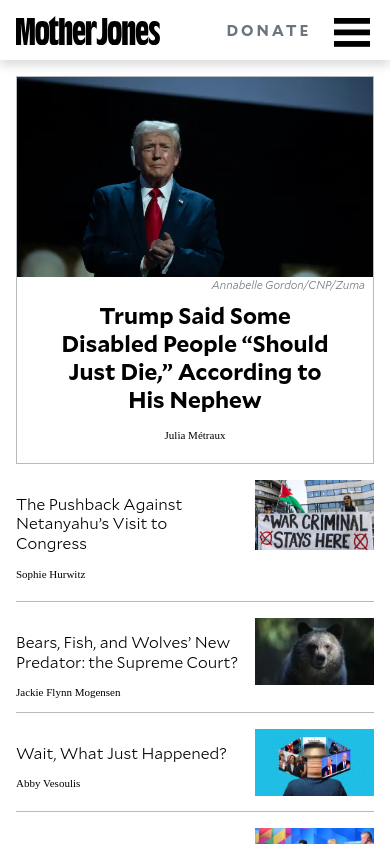 Mother Jones
DONATE
Annabelle Gordon/CNP/Zuma
Trump Said Some
Disabled People “Should
Just Die,” According to
His Nephew
Julia Métraux
The Pushback Against
Netanyahu’s Visit to
Congress
Sophie Hurwitz
A WAR CRIMINAL
STAYS HERE
Bears, Fish, and Wolves’ New
Predator: the Supreme Court?
Jackie Flynn Mogensen
Wait, What Just Happened?
Abby Vesoulis